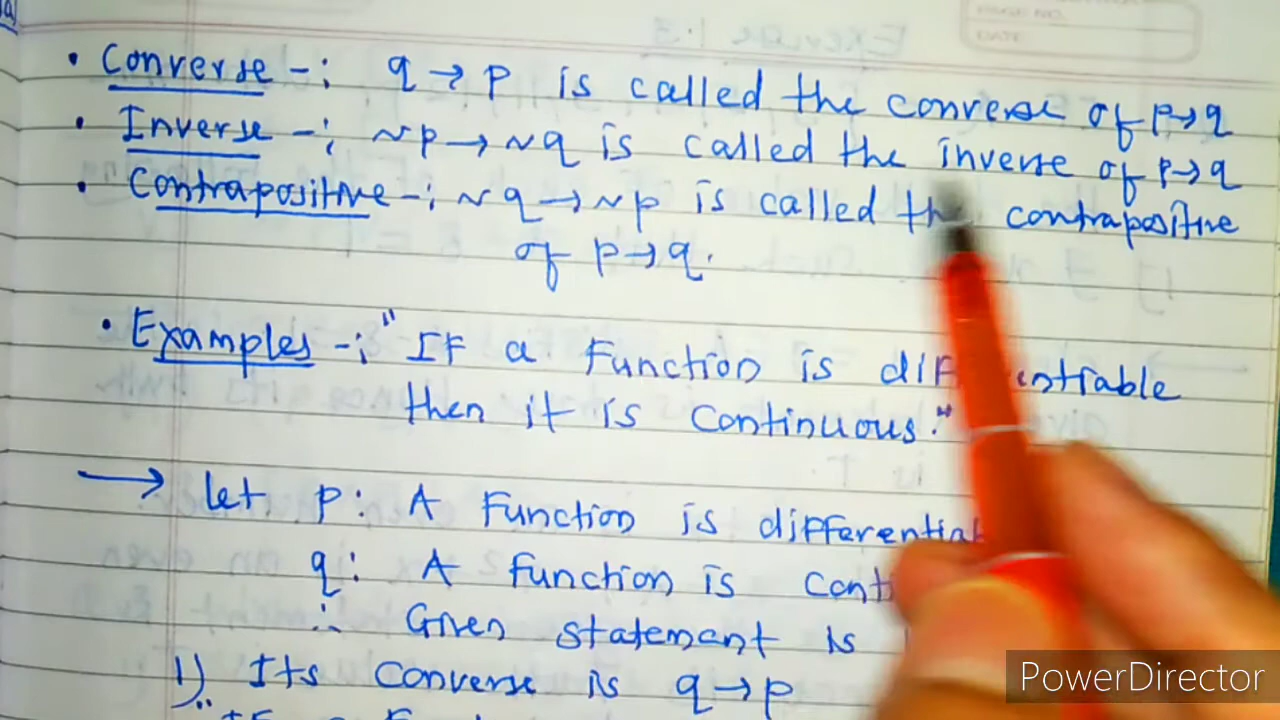 • Converse -: q → p is called the converse of p→q
• Inverse -: ~p → ~q is called the inverse of p→q
• Contrapositive -: ~q → ~p is called the contrapositive
of p→q.
• Examples -: "If a function is differentiable
then it is continuous."
→ let p: A function is
q: A function is
∴ Given statement is
1) Its converse is q→p
PowerDirector